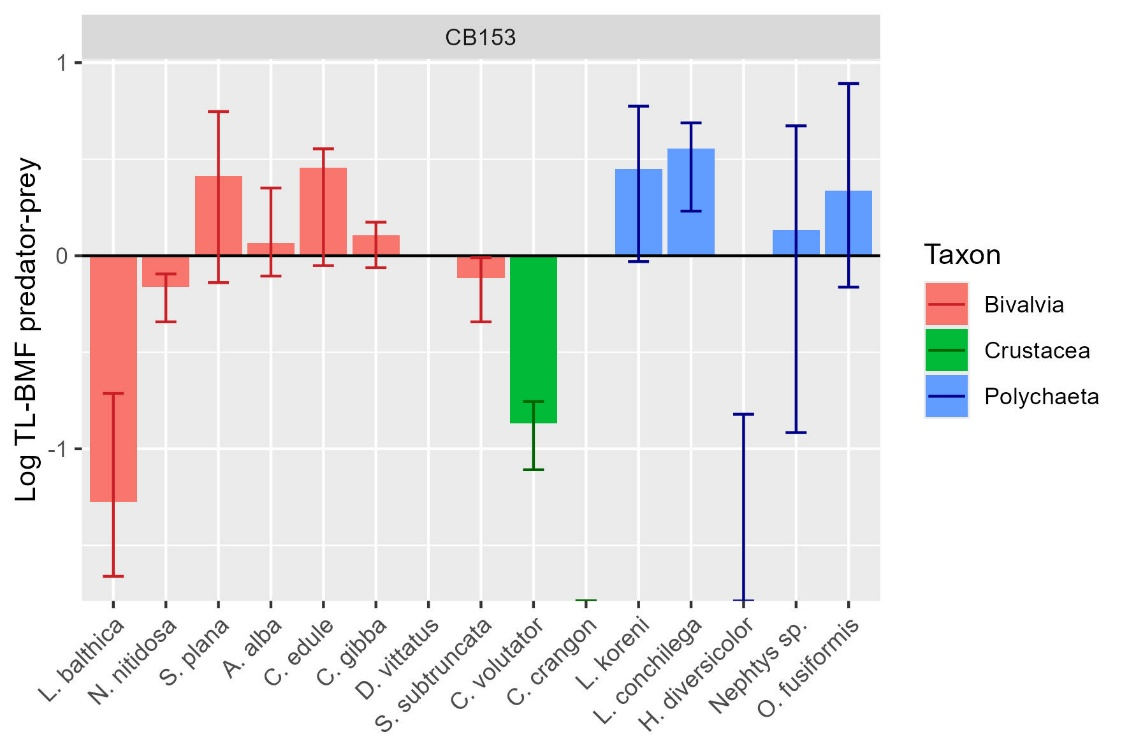 CB153
Log TL-BMF predator-prey
1
0
-1
L. balthica
N. nitidosa
S. plana
A. alba
C. edule
C. gibba
D. vittatus
S. subtruncata
C. volutator
C. crangon
L. koreni
L. conchilega
H. diversicolor
Nephtys sp.
O. fusiformis
Taxon
Bivalvia
Crustacea
Polychaeta